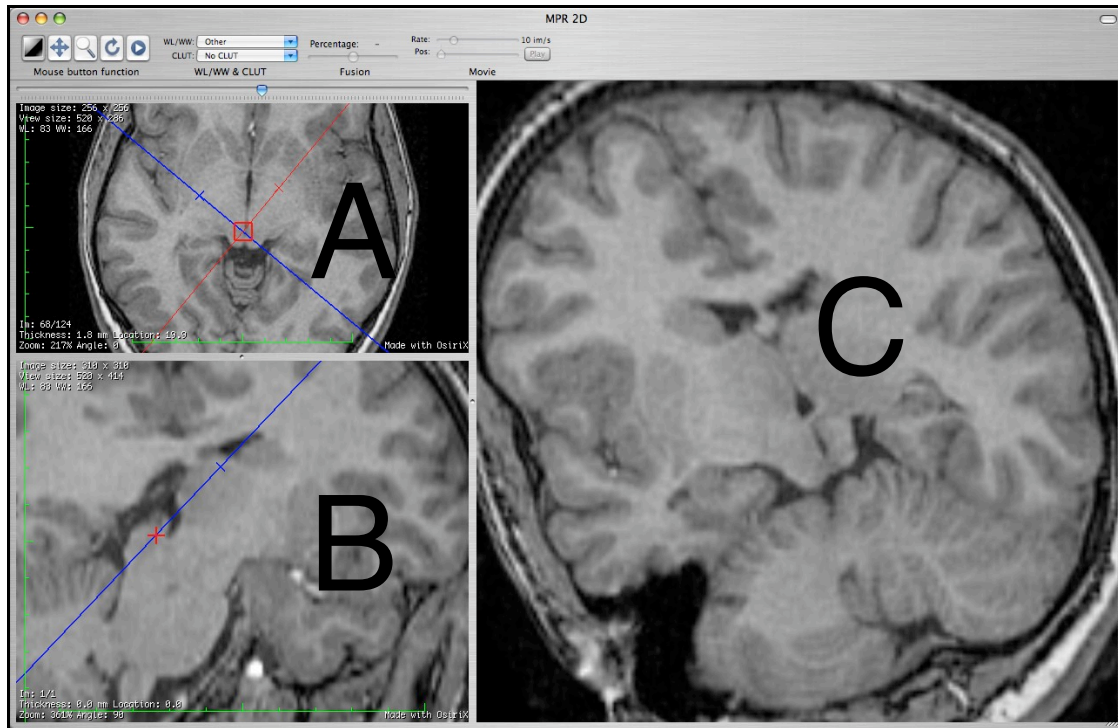 MPR 2D
WL/WW: Other
CLUT: No CLUT
Percentage: -
Rate: 10 im/s
Pos: Play
Mouse button function WL/WW & CLUT Fusion Movie
Image size: 256 x 256
View size: 520 x 286
WL: 83 WW: 166
A
Im: 68/124
Thickness: 1.8 mm Location: 19.9
Zoom: 217% Angle: 0 Made with OsiriX
Image size: 310 x 310
View size: 520 x 414
WL: 83 WW: 166
B
Im: 1/1
Thickness: 0.0 mm Location: 0.0
Zoom: 361% Angle: 90 Made with OsiriX
C